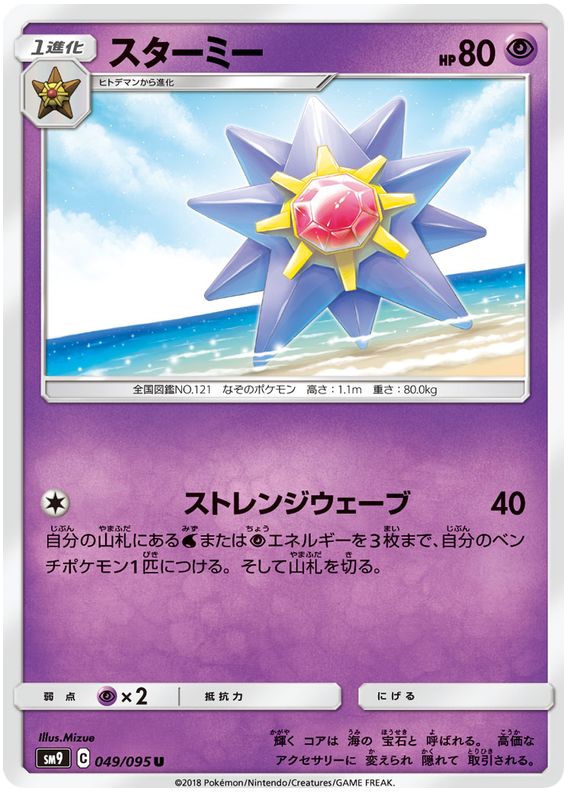 1進化 スターミー HP80
ヒトデマンから進化
全国図鑑NO.121 なぞのポケモン 高さ：1.1m 重さ：80.0kg
ストレンジウェーブ 40
自分の山札にあるまたはエネルギーを3枚まで、自分のベン
チポケモン1匹につける。そして山札を切る。
弱点 ×2 抵抗力 にげる
Illus.Mizue
輝く コアは 海の 宝石と 呼ばれる。 高価な
アクセサリーに 変えられ 隠れて 取引される。
SM9 C 049/095 U
©2018 Pokémon/Nintendo/Creatures/GAME FREAK.